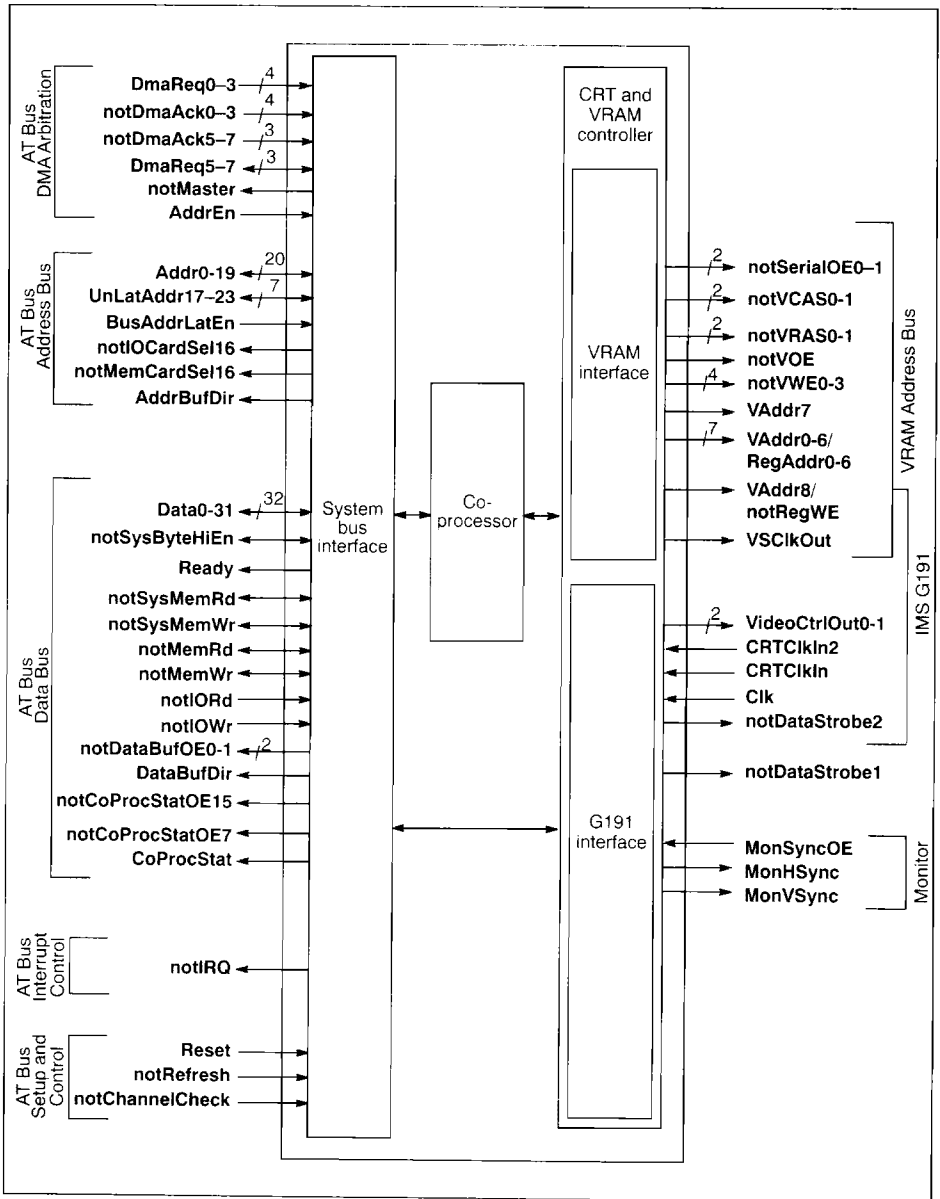 AT Bus
DMA Arbitration
DmaReq0–3
4
notDmaAck0–3
4
notDmaAck5–7
3
DmaReq5–7
3
notMaster
AddrEn
AT Bus
Address Bus
Addr0-19
20
UnLatAddr17–23
7
BusAddrLatEn
notIOCardSel16
notMemCardSel16
AddrBufDir
AT Bus
Data Bus
Data0-31
32
notSysByteHiEn
Ready
notSysMemRd
notSysMemWr
notMemRd
notMemWr
notIORd
notIOWr
notDataBufOE0-1
2
DataBufDir
notCoProcStatOE15
notCoProcStatOE7
CoProcStat
AT Bus
Interrupt
Control
notIRQ
AT Bus
Setup and
Control
Reset
notRefresh
notChannelCheck
System
bus
interface
Co-
processor
CRT and
VRAM
controller
VRAM
interface
G191
interface
2
notSerialOE0–1
2
notVCAS0-1
2
notVRAS0-1
notVOE
4
notVWE0-3
VAddr7
7
VAddr0-6/
RegAddr0-6
VAddr8/
notRegWE
VSClkOut
VRAM Address Bus
2
VideoCtrlOut0-1
CRTClkIn2
CRTClkIn
Clk
notDataStrobe2
IMS G191
notDataStrobe1
MonSyncOE
MonHSync
MonVSync
Monitor